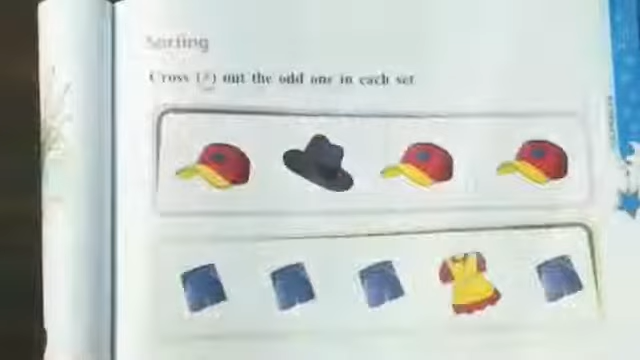 Sorting
Cross (×) out the odd one in each set